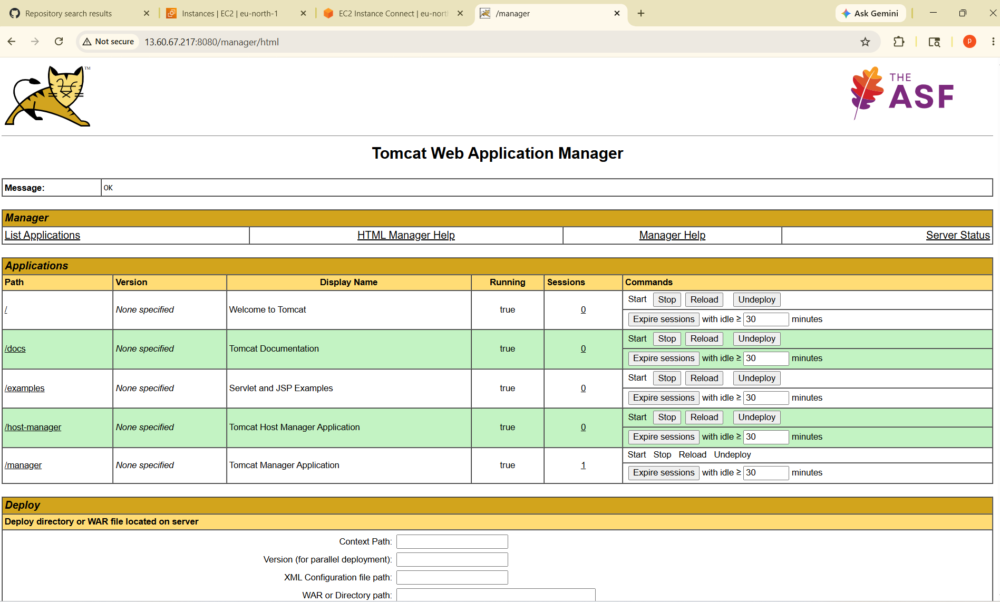 Repository search results
Instances | EC2 | eu-north-1
EC2 Instance Connect | eu-nort
/manager
Ask Gemini
Not secure
13.60.67.217:8080/manager/html
P
TM
THE
ASF
Tomcat Web Application Manager
Message: OK
Manager
List Applications HTML Manager Help Manager Help Server Status
Applications
Path Version Display Name Running Sessions Commands
/ None specified Welcome to Tomcat true 0 Start Stop Reload Undeploy
Expire sessions with idle ≥ 30 minutes
/docs None specified Tomcat Documentation true 0 Start Stop Reload Undeploy
Expire sessions with idle ≥ 30 minutes
/examples None specified Servlet and JSP Examples true 0 Start Stop Reload Undeploy
Expire sessions with idle ≥ 30 minutes
/host-manager None specified Tomcat Host Manager Application true 0 Start Stop Reload Undeploy
Expire sessions with idle ≥ 30 minutes
/manager None specified Tomcat Manager Application true 1 Start Stop Reload Undeploy
Expire sessions with idle ≥ 30 minutes
Deploy
Deploy directory or WAR file located on server
Context Path:
Version (for parallel deployment):
XML Configuration file path:
WAR or Directory path: